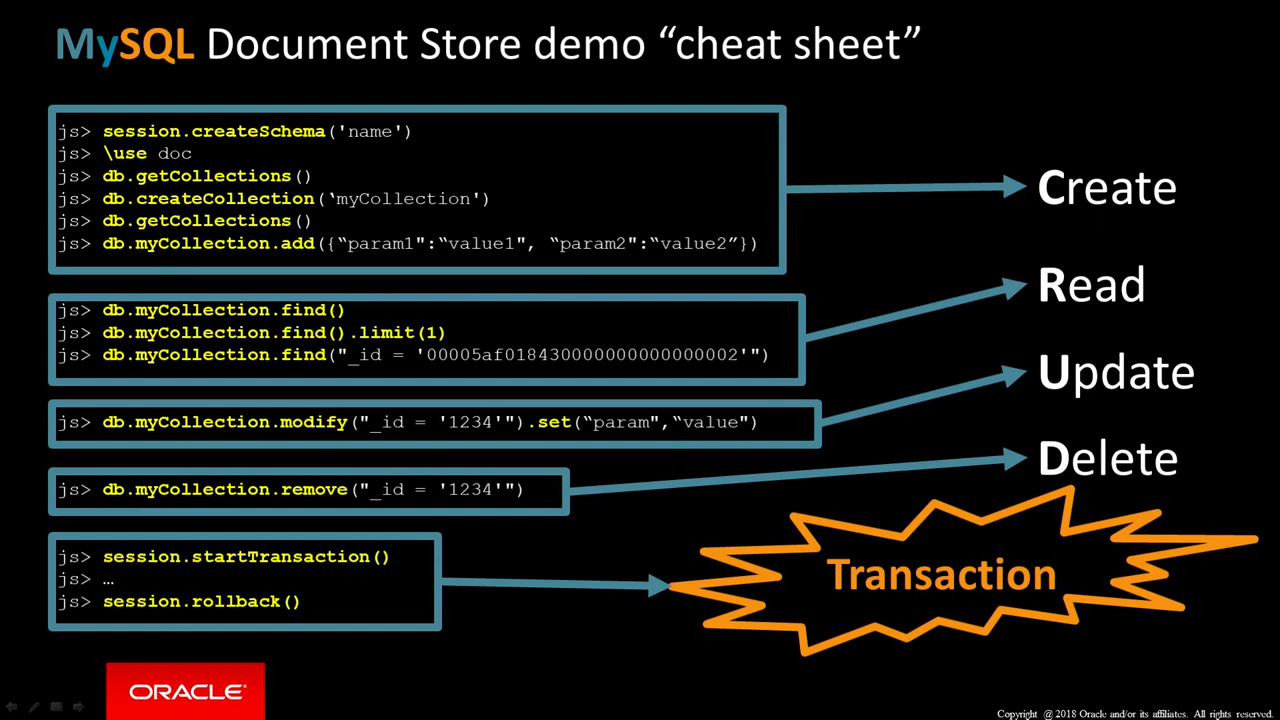 MySQL Document Store demo “cheat sheet”
js> session.createSchema('name')
js> \use doc
js> db.getCollections()
js> db.createCollection(‘myCollection')
js> db.getCollections()
js> db.myCollection.add({“param1":“value1", “param2":“value2”})
Create
js> db.myCollection.find()
js> db.myCollection.find().limit(1)
js> db.myCollection.find("_id = '00005af018430000000000000002'")
Read
js> db.myCollection.modify("_id = '1234'").set(“param",“value")
Update
js> db.myCollection.remove("_id = '1234'")
Delete
js> session.startTransaction()
js> …
js> session.rollback()
Transaction
ORACLE®
Copyright @ 2018 Oracle and/or its affiliates. All rights reserved.